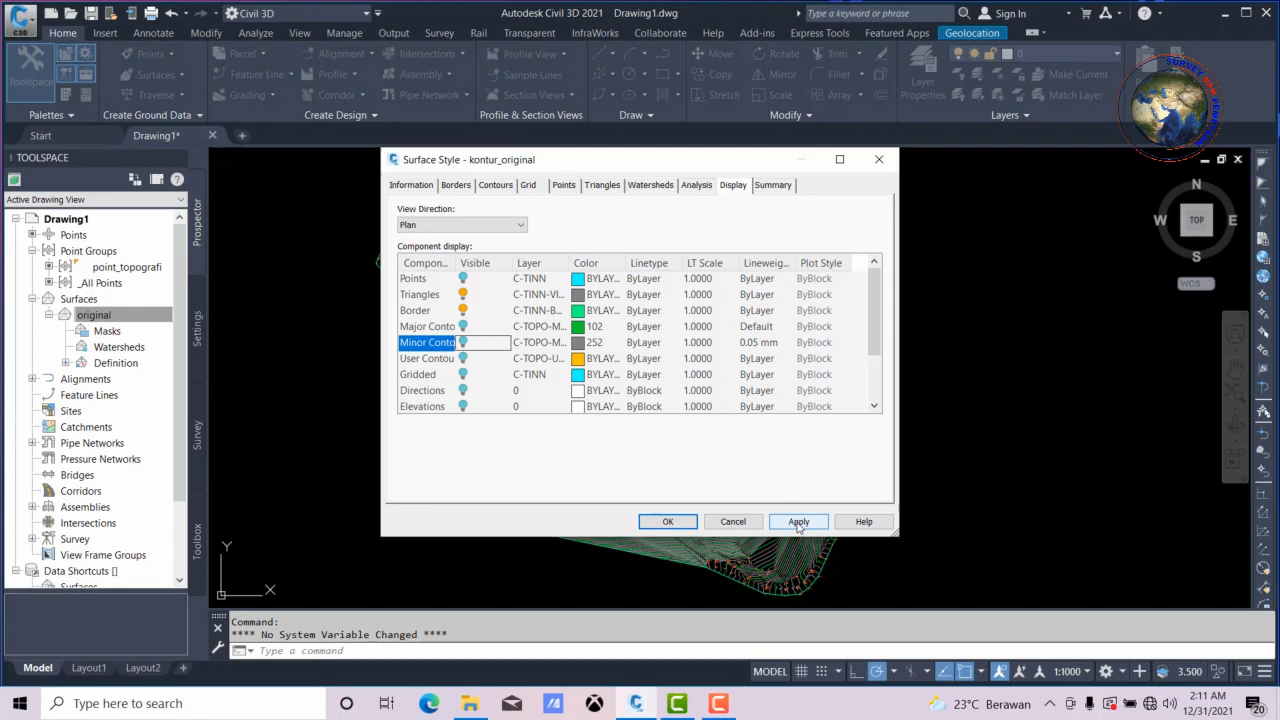 Civil 3D
Autodesk Civil 3D 2021 Drawing1.dwg
Type a keyword or phrase
Sign In
C3D
Home Insert Annotate Modify Analyze View Manage Output Survey Rail Transparent InfraWorks Collaborate Help Add-ins Express Tools Featured Apps Geolocation
Toolspace
Points
Surfaces
Traverse
Parcel
Feature Line
Grading
Alignment
Profile
Corridor
Intersections
Assembly
Pipe Network
Profile View
Sample Lines
Section Views
Move
Copy
Stretch
Rotate
Mirror
Scale
Trim
Fillet
Array
Layer
Properties
0
Make Current
Match Layer
Palettes Create Ground Data Create Design Profile & Section Views Draw Modify Layers
Start Drawing1*
TOOLSPACE
Active Drawing View
Drawing1
Points
Point Groups
point_topografi
_All Points
Surfaces
original
Masks
Watersheds
Definition
Alignments
Feature Lines
Sites
Catchments
Pipe Networks
Pressure Networks
Bridges
Corridors
Assemblies
Intersections
Survey
View Frame Groups
Data Shortcuts []
Surfaces
Prospector
Settings
Survey
Toolbox
Surface Style - kontur_original
Information Borders Contours Grid Points Triangles Watersheds Analysis Display Summary
View Direction:
Plan
Component display:
Compon... Visible Layer Color Linetype LT Scale Lineweig... Plot Style
Points C-TINN BYLAY... ByLayer 1.0000 ByLayer ByBlock
Triangles C-TINN-VI... BYLAY... ByLayer 1.0000 ByLayer ByBlock
Border C-TINN-B... BYLAY... ByLayer 1.0000 ByLayer ByBlock
Major Conto C-TOPO-M... 102 ByLayer 1.0000 Default ByBlock
Minor Conto C-TOPO-M... 252 ByLayer 1.0000 0.05 mm ByBlock
User Contou C-TOPO-U... BYLAY... ByLayer 1.0000 ByLayer ByBlock
Gridded C-TINN BYLAY... ByLayer 1.0000 ByLayer ByBlock
Directions 0 BYLAY... ByBlock 1.0000 ByLayer ByBlock
Elevations 0 BYLAY... ByBlock 1.0000 ByLayer ByBlock
OK Cancel Apply Help
N
W TOP E
S
WCS
Y
X
Command:
**** No System Variable Changed ****
Type a command
Model Layout1 Layout2
MODEL
1:1000
3.500
Type here to search
23°C Berawan
2:11 AM
12/31/2021
20